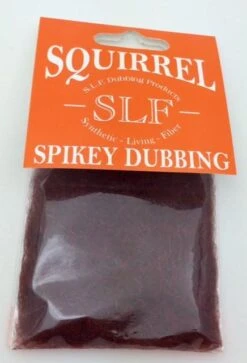 SQUIRREL
S.L.F Dubbing Products
SLF
Synthetic - Living - Fiber
SPIKEY DUBBING